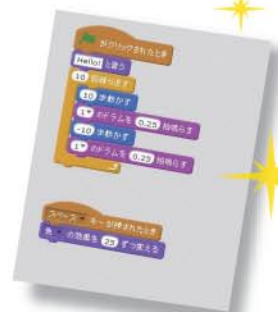 がクリックされたとき
Hello! と言う
10 回繰り返す
10 歩動かす
1 のドラムを 0.25 拍鳴らす
-10 歩動かす
1 のドラムを 0.25 拍鳴らす
スペース キーが押されたとき
色 の効果を 25 ずつ変える